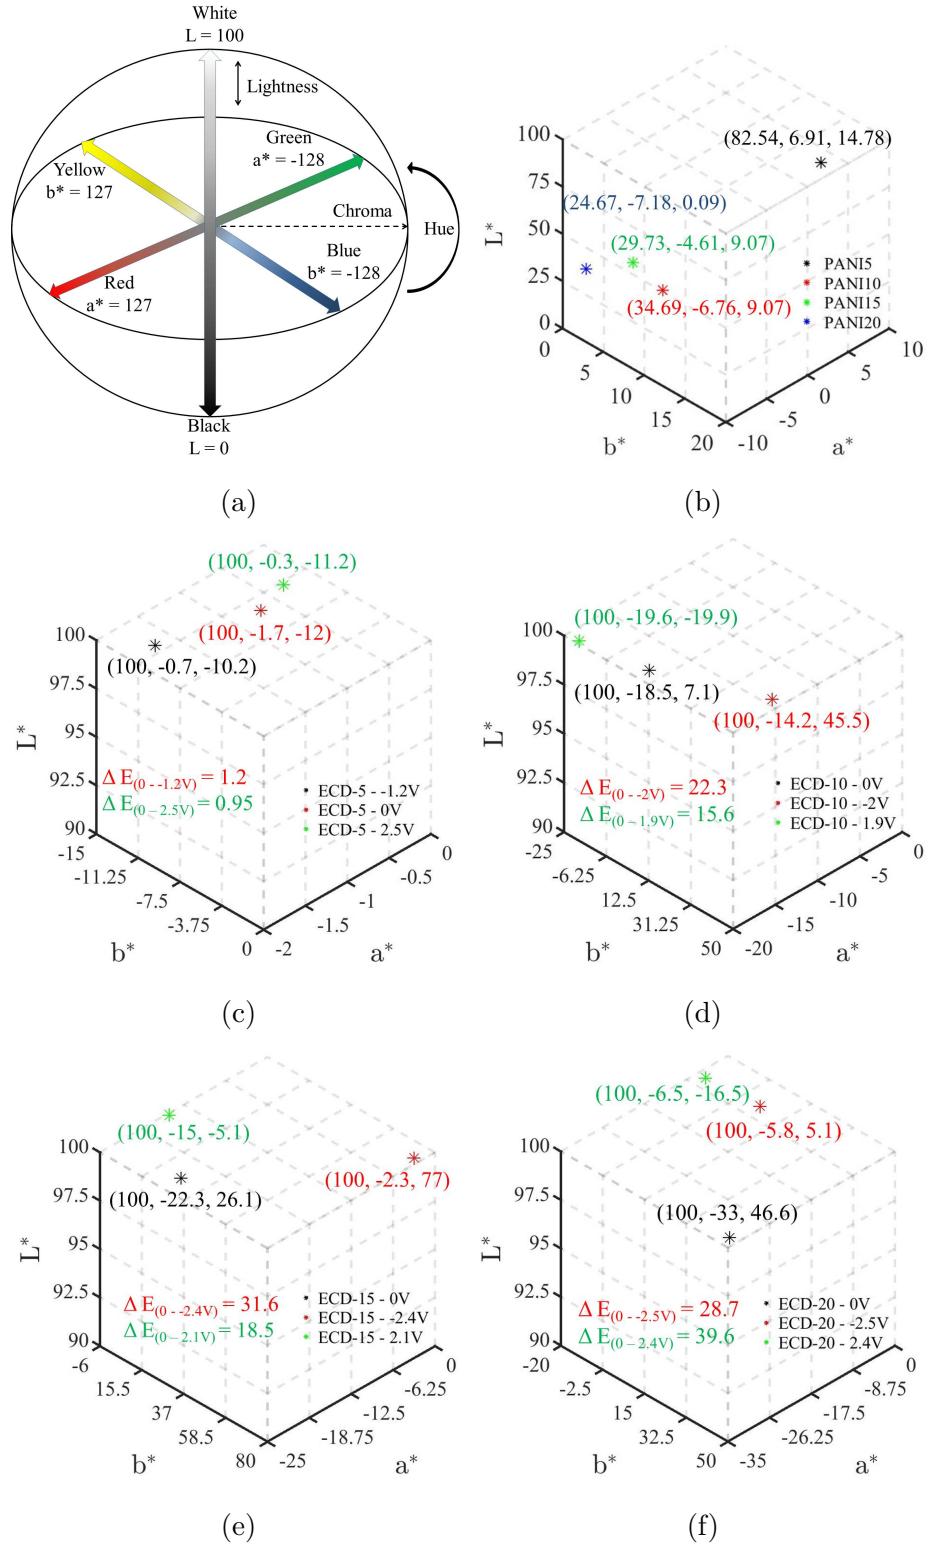 White
L = 100
Lightness
Green
a* = -128
Yellow
b* = 127
Chroma
Hue
Blue
b* = -128
Red
a* = 127
Black
L = 0
(a)
(82.54, 6.91, 14.78)
(24.67, -7.18, 0.09)
(29.73, -4.61, 9.07)
(34.69, -6.76, 9.07)
PANI5
PANI10
PANI15
PANI20
L*
100
75
50
25
0
0
5
10
15
20
b*
-10
-5
0
5
10
a*
(b)
(100, -0.3, -11.2)
(100, -1.7, -12)
(100, -0.7, -10.2)
L*
100
97.5
95
92.5
90
Δ E(0 - -1.2V) = 1.2
Δ E(0 – 2.5V) = 0.95
ECD-5 - -1.2V
ECD-5 - 0V
ECD-5 - 2.5V
-15
-11.25
-7.5
-3.75
0
b*
-2
-1.5
-1
-0.5
0
a*
(c)
(100, -19.6, -19.9)
(100, -18.5, 7.1)
(100, -14.2, 45.5)
L*
100
97.5
95
92.5
90
Δ E(0 - -2V) = 22.3
Δ E(0 – 1.9V) = 15.6
ECD-10 - 0V
ECD-10 - -2V
ECD-10 - 1.9V
-25
-6.25
12.5
31.25
50
b*
-20
-15
-10
-5
0
a*
(d)
(100, -15, -5.1)
(100, -22.3, 26.1)
(100, -2.3, 77)
L*
100
97.5
95
92.5
90
Δ E(0 - -2.4V) = 31.6
Δ E(0 – 2.1V) = 18.5
ECD-15 - 0V
ECD-15 - -2.4V
ECD-15 - 2.1V
-6
15.5
37
58.5
80
b*
-25
-18.75
-12.5
-6.25
0
a*
(e)
(100, -6.5, -16.5)
(100, -5.8, 5.1)
(100, -33, 46.6)
L*
100
97.5
95
92.5
90
Δ E(0 - -2.5V) = 28.7
Δ E(0 – 2.4V) = 39.6
ECD-20 - 0V
ECD-20 - -2.5V
ECD-20 - 2.4V
-20
-2.5
15
32.5
50
b*
-35
-26.25
-17.5
-8.75
0
a*
(f)